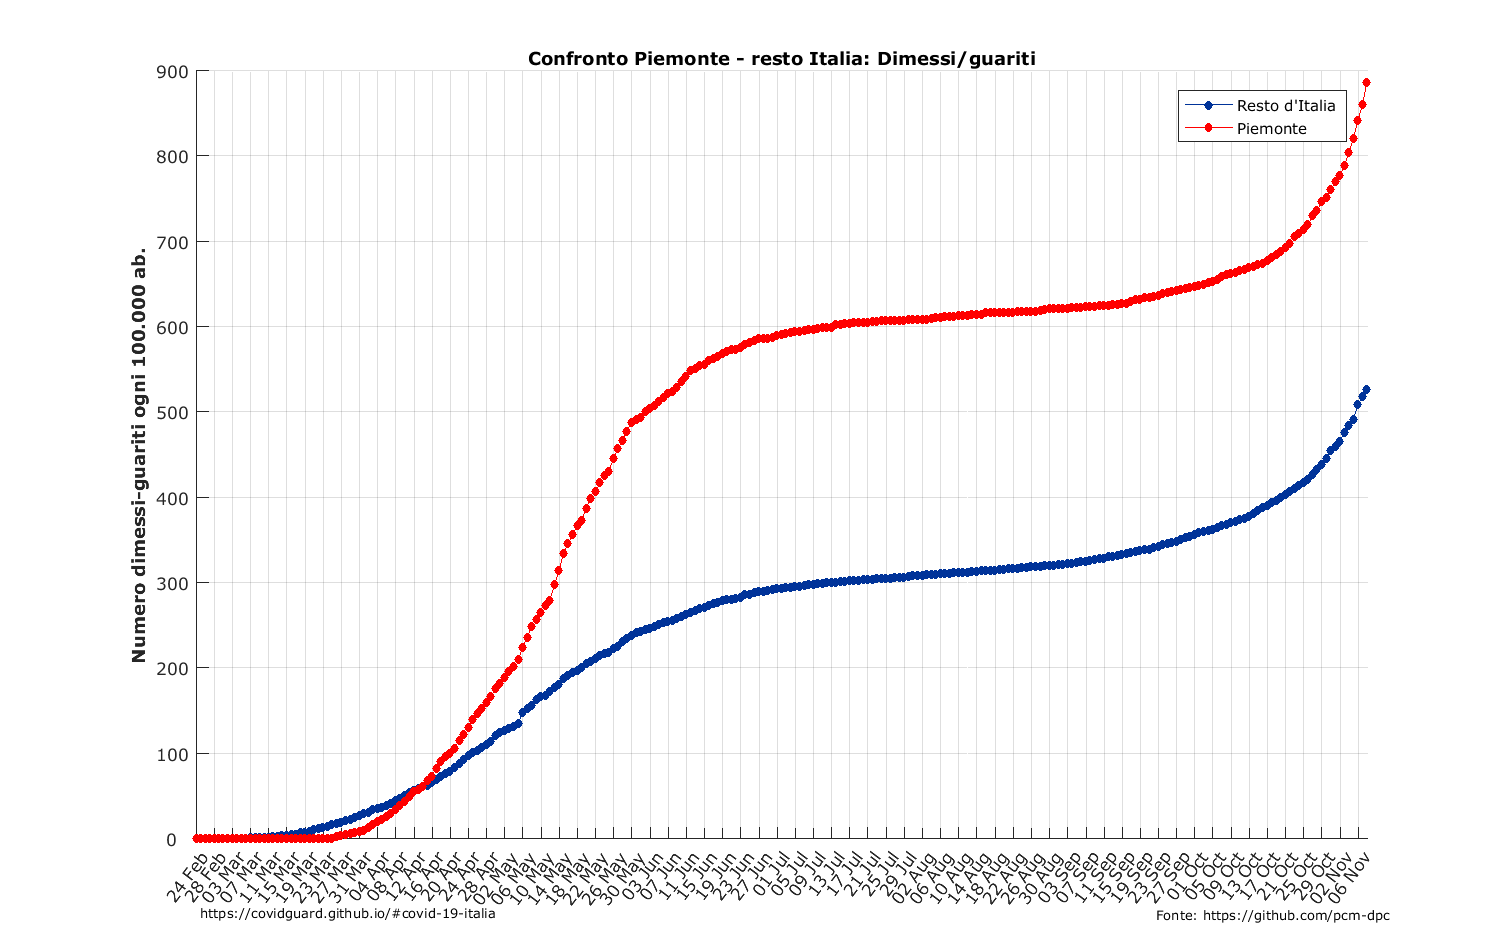 Confronto Piemonte - resto Italia: Dimessi/guariti
Numero dimessi-guariti ogni 100.000 ab.
900
800
700
600
500
400
300
200
100
0
Resto d'Italia
Piemonte
24 Feb
28 Feb
03 Mar
07 Mar
11 Mar
15 Mar
19 Mar
23 Mar
27 Mar
31 Mar
04 Apr
08 Apr
12 Apr
16 Apr
20 Apr
24 Apr
28 Apr
02 May
06 May
10 May
14 May
18 May
22 May
26 May
30 May
03 Jun
07 Jun
11 Jun
15 Jun
19 Jun
23 Jun
27 Jun
01 Jul
05 Jul
09 Jul
13 Jul
17 Jul
21 Jul
25 Jul
29 Jul
02 Aug
06 Aug
10 Aug
14 Aug
18 Aug
22 Aug
26 Aug
30 Aug
03 Sep
07 Sep
11 Sep
15 Sep
19 Sep
23 Sep
27 Sep
01 Oct
05 Oct
09 Oct
13 Oct
17 Oct
21 Oct
25 Oct
29 Oct
02 Nov
06 Nov
https://covidguard.github.io/#covid-19-italia
Fonte: https://github.com/pcm-dpc